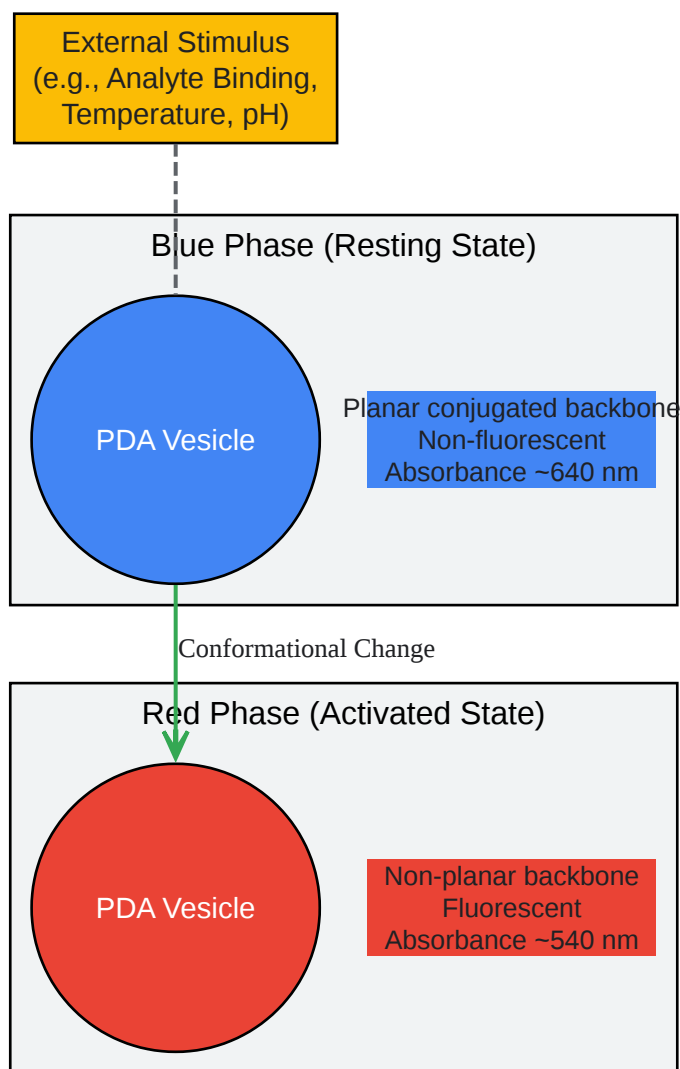 External Stimulus
(e.g., Analyte Binding,
Temperature, pH)
Blue Phase (Resting State)
PDA Vesicle
Planar conjugated backbone
Non-fluorescent
Absorbance ~640 nm
Conformational Change
Red Phase (Activated State)
PDA Vesicle
Non-planar backbone
Fluorescent
Absorbance ~540 nm